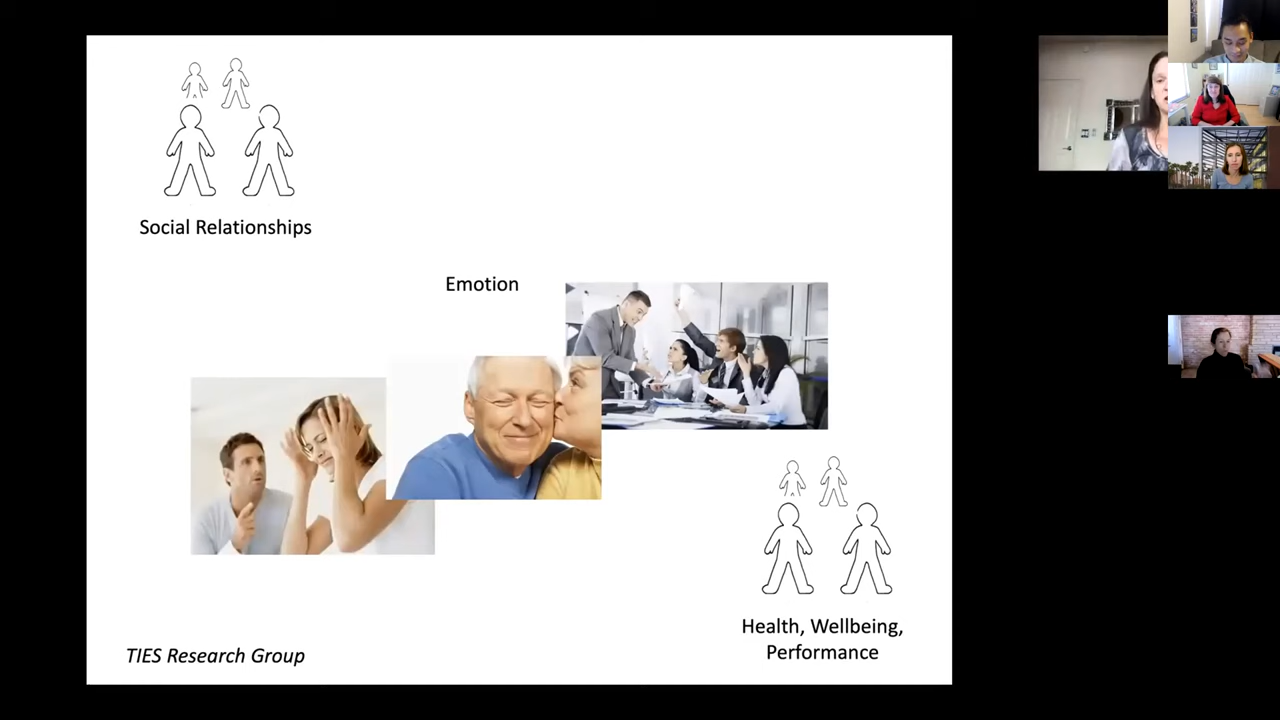 Social Relationships
Emotion
Health, Wellbeing,
Performance
TIES Research Group